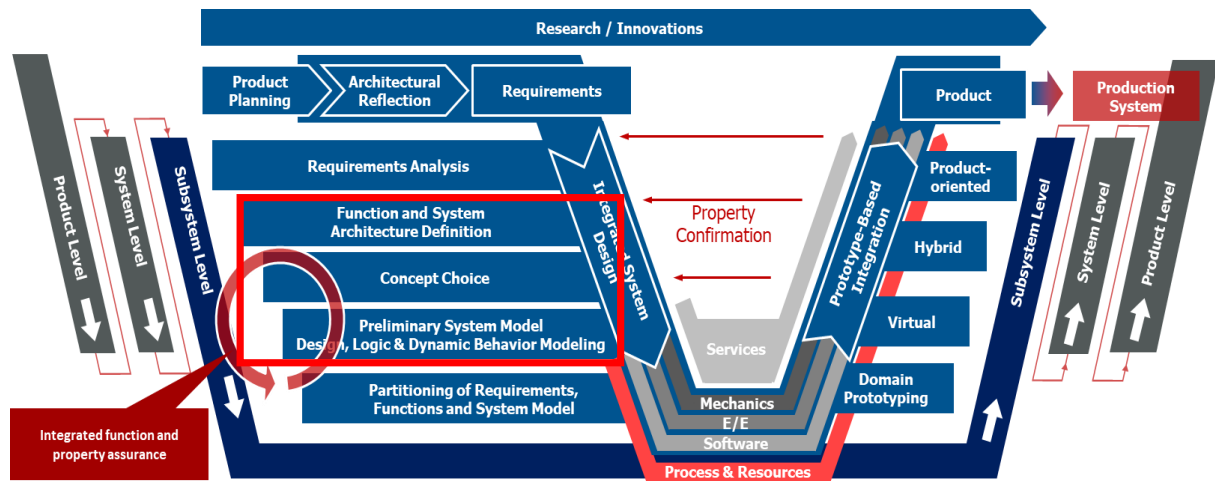 Research / Innovations
Product
Planning
Architectural
Reflection
Requirements
Product
Production
System
Product Level
System Level
Subsystem Level
Requirements Analysis
Function and System
Architecture Definition
Concept Choice
Preliminary System Model
Design, Logic & Dynamic Behavior Modeling
Partitioning of Requirements,
Functions and System Model
Integrated function and
property assurance
Integrated System
Design
Property
Confirmation
Services
Mechanics
E/E
Software
Process & Resources
Prototype-Based
Integration
Product-
oriented
Hybrid
Virtual
Domain
Prototyping
Subsystem Level
System Level
Product Level